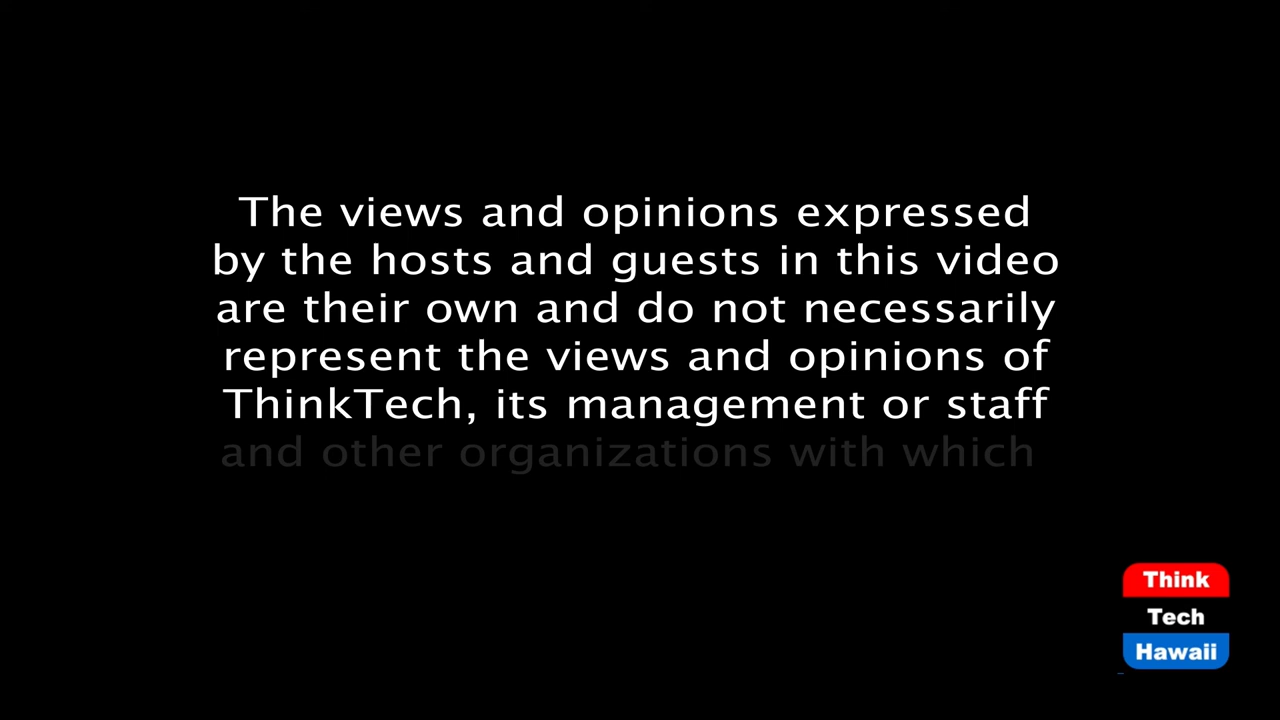 The views and opinions expressed
by the hosts and guests in this video
are their own and do not necessarily
represent the views and opinions of
ThinkTech, its management or staff
and other organizations with which
Think
Tech
Hawaii